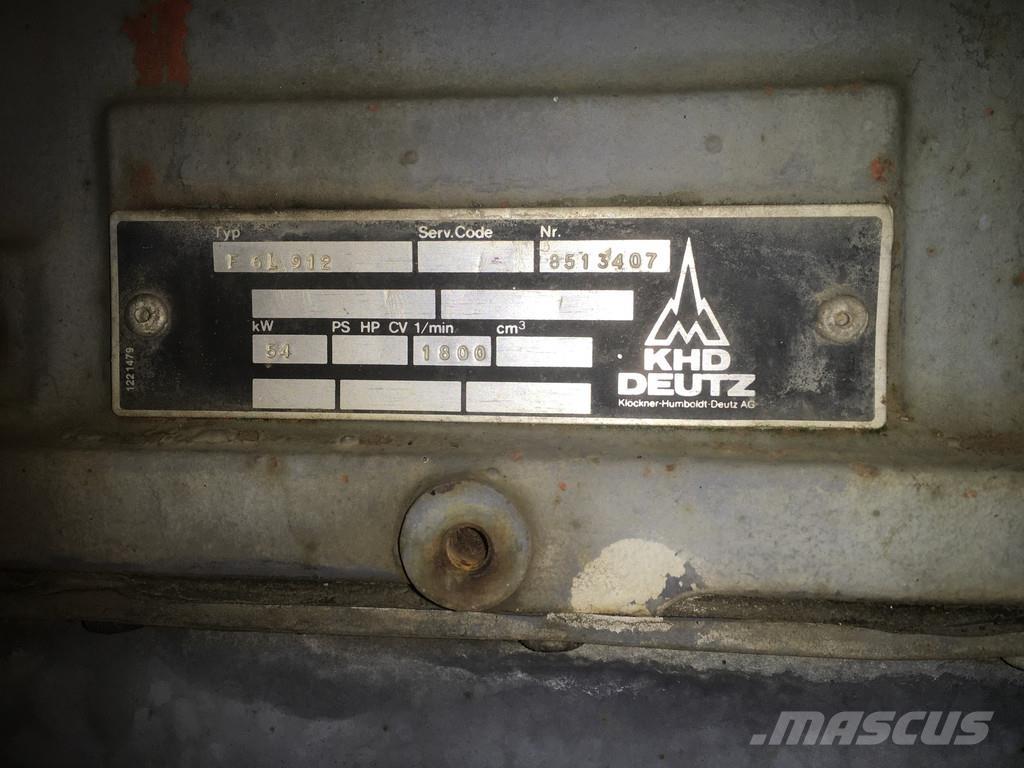 Typ Serv.Code Nr.
F 6L 912 8513407
kW PS HP CV 1/min cm³
54 1800
1221479
KHD
DEUTZ
Klöckner-Humboldt-Deutz AG
.MASCUS